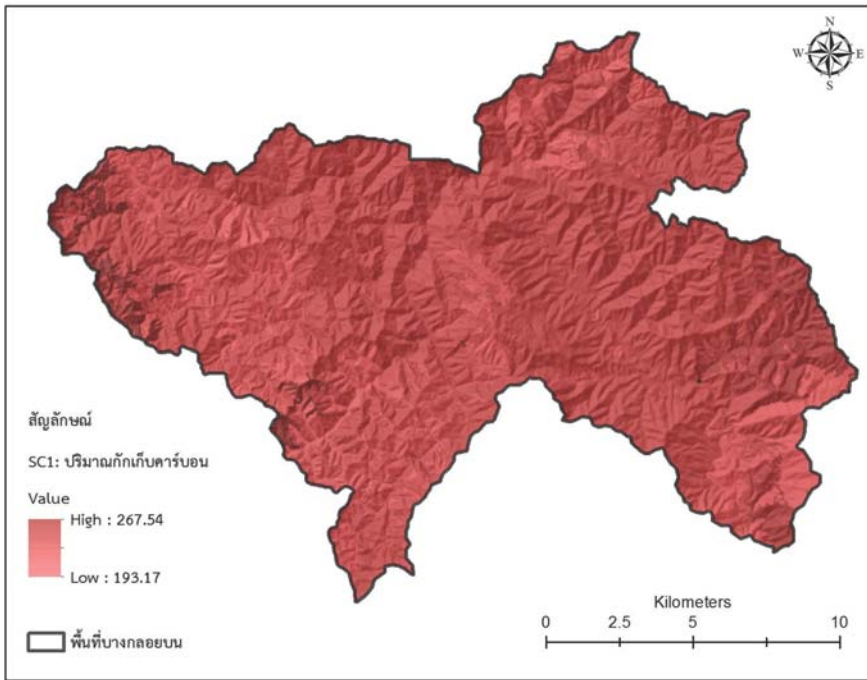 N
W E
S
สัญลักษณ์
SC1: ปริมาณกักเก็บคาร์บอน
Value
High : 267.54
Low : 193.17
พื้นที่บางกลอยบน
Kilometers
0 2.5 5 10